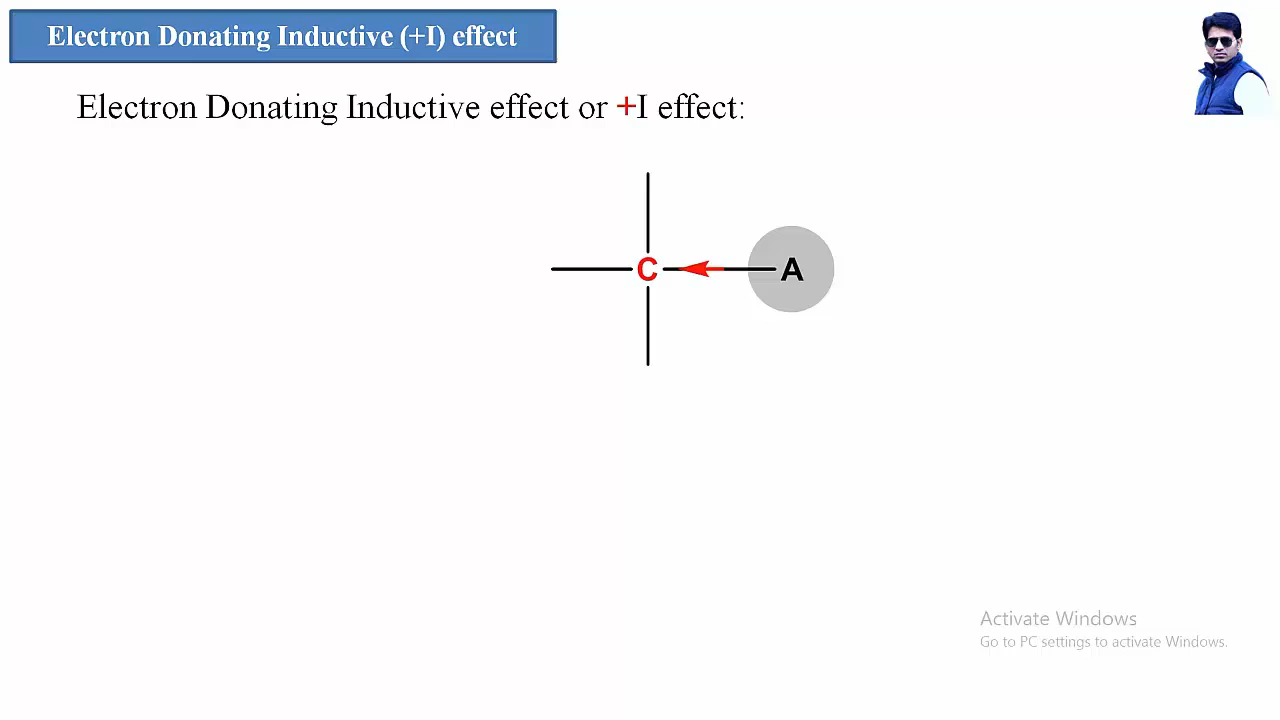 Electron Donating Inductive (+I) effect
Electron Donating Inductive effect or +I effect:
C A
Activate Windows
Go to PC settings to activate Windows.